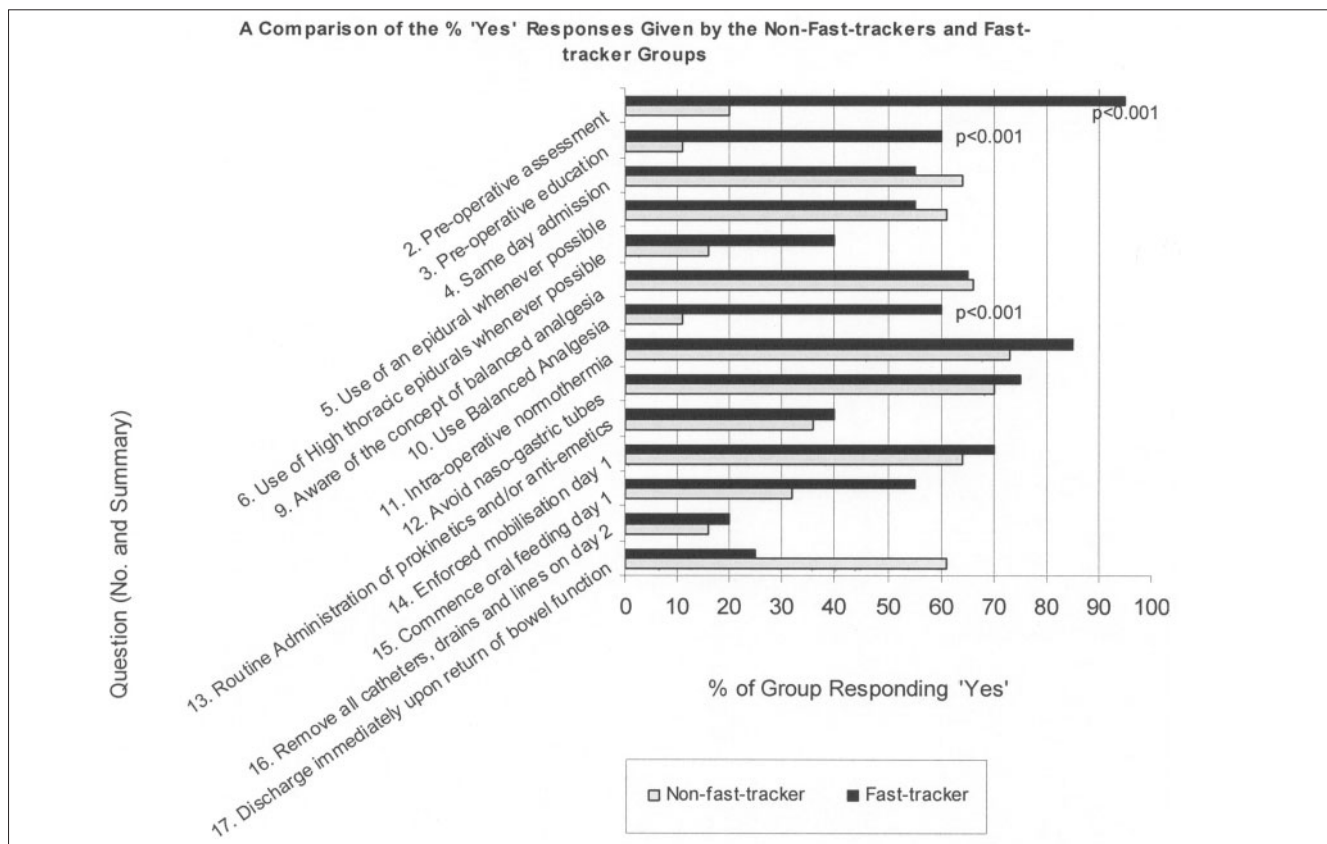 A Comparison of the % 'Yes' Responses Given by the Non-Fast-trackers and Fast-
tracker Groups
p<0.001
p<0.001
p<0.001
2. Pre-operative assessment
3. Pre-operative education
4. Same day admission
5. Use of an epidural whenever possible
6. Use of High thoracic epidurals whenever possible
9. Aware of the concept of balanced analgesia
10. Use Balanced Analgesia
11. Intra-operative normothermia
12. Avoid naso-gastric tubes
13. Routine Administration of prokinetics and/or anti-emetics
14. Enforced mobilisation day 1
15. Commence oral feeding day 1
16. Remove all catheters, drains and lines on day 2
17. Discharge immediately upon return of bowel function
Question (No. and Summary)
0 10 20 30 40 50 60 70 80 90 100
% of Group Responding 'Yes'
Non-fast-tracker Fast-tracker